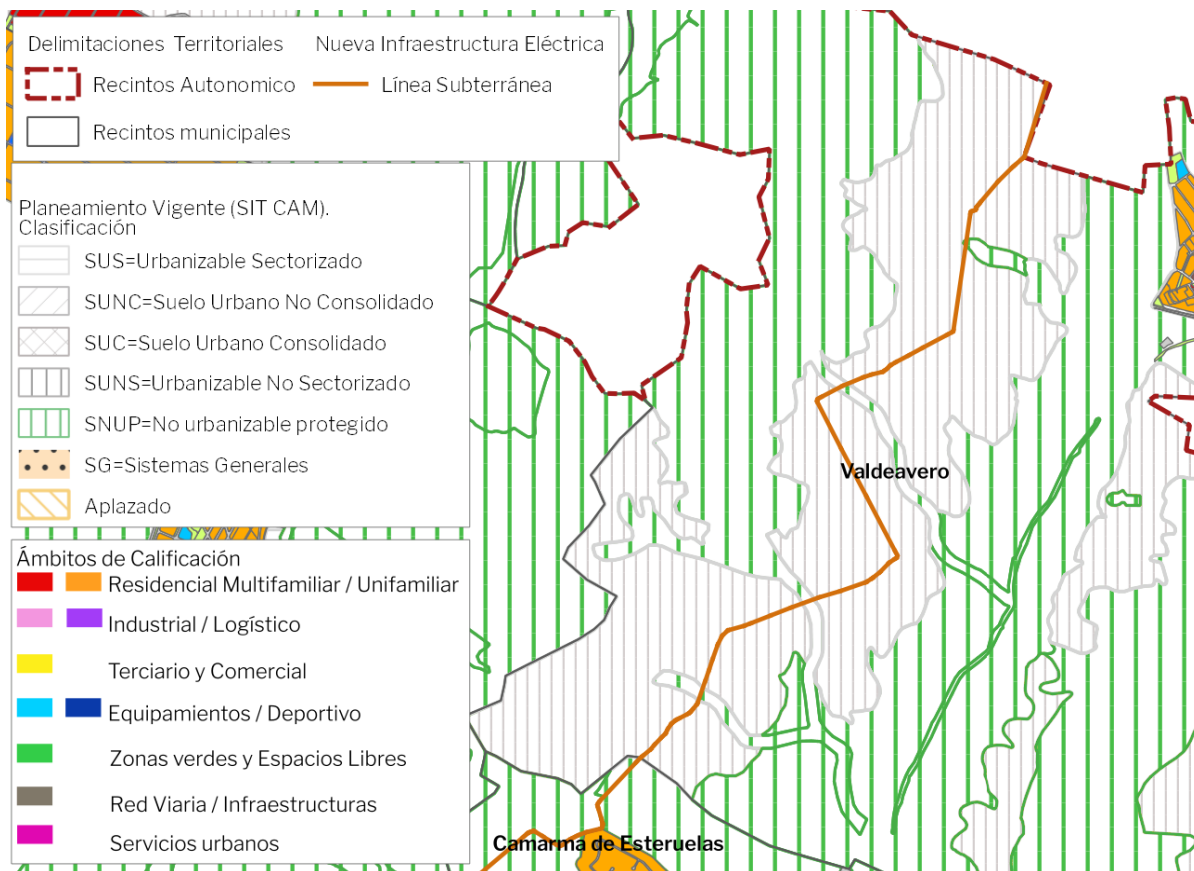 Delimitaciones Territoriales
Nueva Infraestructura Eléctrica
Recintos Autonomico
Línea Subterránea
Recintos municipales
Planeamiento Vigente (SIT CAM).
Clasificación
SUS=Urbanizable Sectorizado
SUNC=Suelo Urbano No Consolidado
SUC=Suelo Urbano Consolidado
SUNS=Urbanizable No Sectorizado
SNUP=No urbanizable protegido
SG=Sistemas Generales
Aplazado
Ámbitos de Calificación
Residencial Multifamiliar / Unifamiliar
Industrial / Logístico
Terciario y Comercial
Equipamientos / Deportivo
Zonas verdes y Espacios Libres
Red Viaria / Infraestructuras
Servicios urbanos
Valdeavero
Camarma de Esteruelas